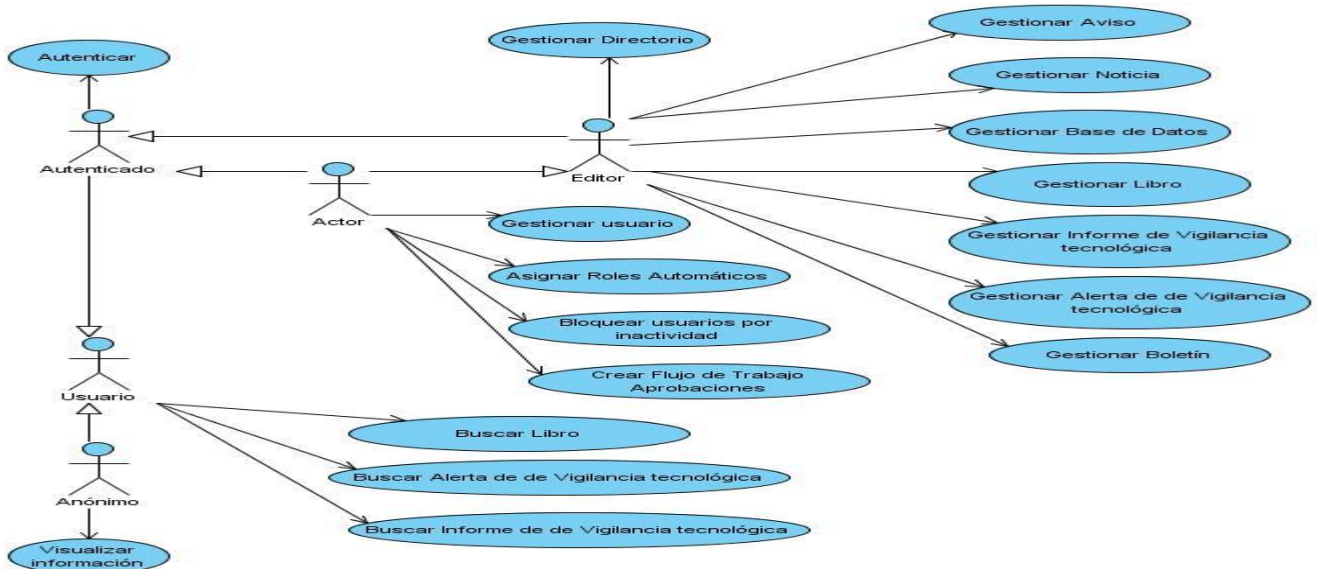 Gestionar Aviso
Gestionar Directorio
Autenticar
Gestionar Noticia
Gestionar Base de Datos
Autenticado
Editor
Gestionar Libro
Actor
Gestionar usuario
Gestionar Informe de Vigilancia
tecnológica
Asignar Roles Automáticos
Gestionar Alerta de de Vigilancia
tecnológica
Bloquear usuarios por
inactividad
Gestionar Boletín
Crear Flujo de Trabajo
Aprobaciones
Usuario
Buscar Libro
Buscar Alerta de de Vigilancia tecnológica
Anónimo
Buscar Informe de de Vigilancia tecnológica
Visualizar
información